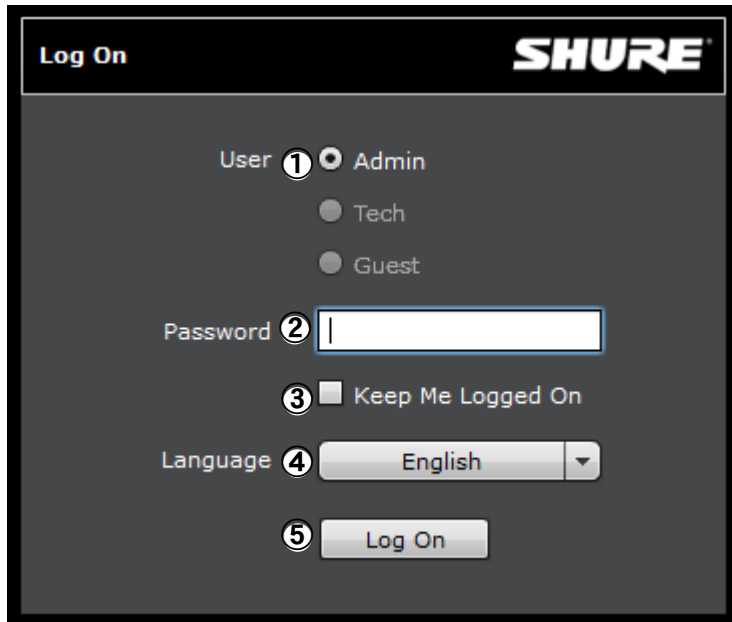 Log On SHURE
User ① Admin
Tech
Guest
Password ②
③ Keep Me Logged On
Language ④ English
⑤ Log On